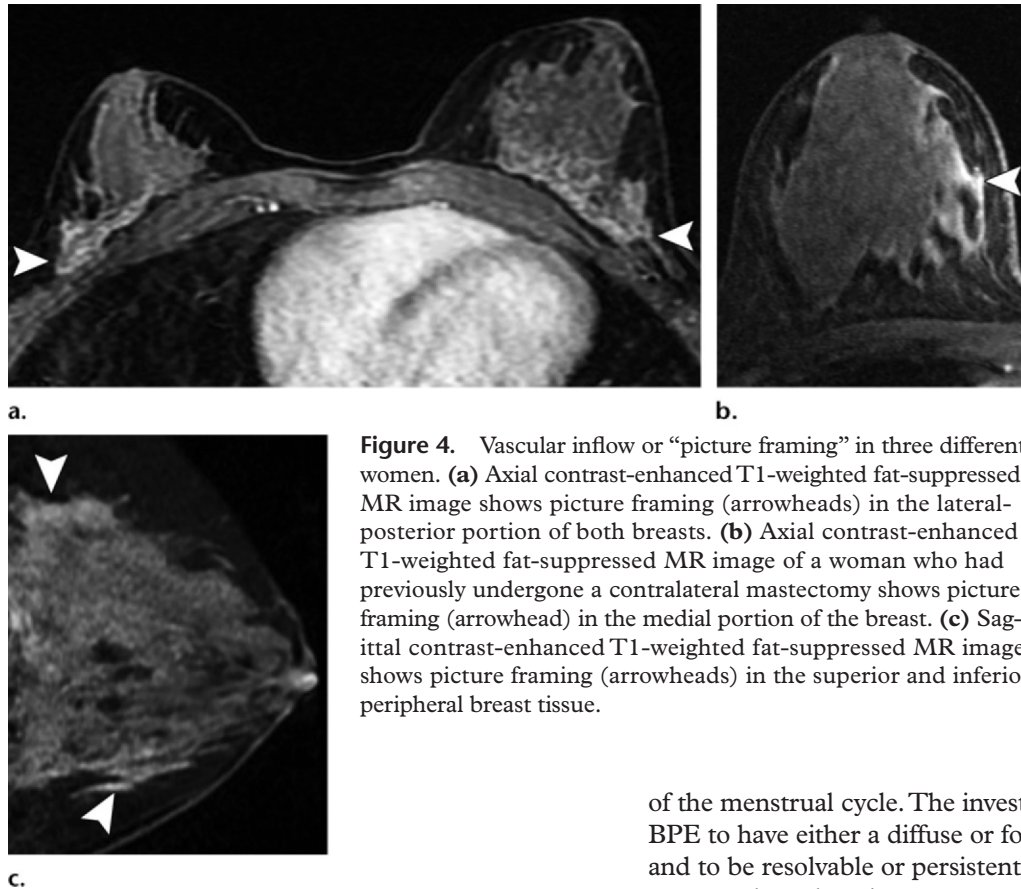 a.
b.
Figure 4. Vascular inflow or “picture framing” in three different
women. (a) Axial contrast-enhanced T1-weighted fat-suppressed
MR image shows picture framing (arrowheads) in the lateral-
posterior portion of both breasts. (b) Axial contrast-enhanced
T1-weighted fat-suppressed MR image of a woman who had
previously undergone a contralateral mastectomy shows picture
framing (arrowhead) in the medial portion of the breast. (c) Sag-
ittal contrast-enhanced T1-weighted fat-suppressed MR image
shows picture framing (arrowheads) in the superior and inferio
peripheral breast tissue.
c.
of the menstrual cycle. The invest
BPE to have either a diffuse or fo
and to be resolvable or persistent